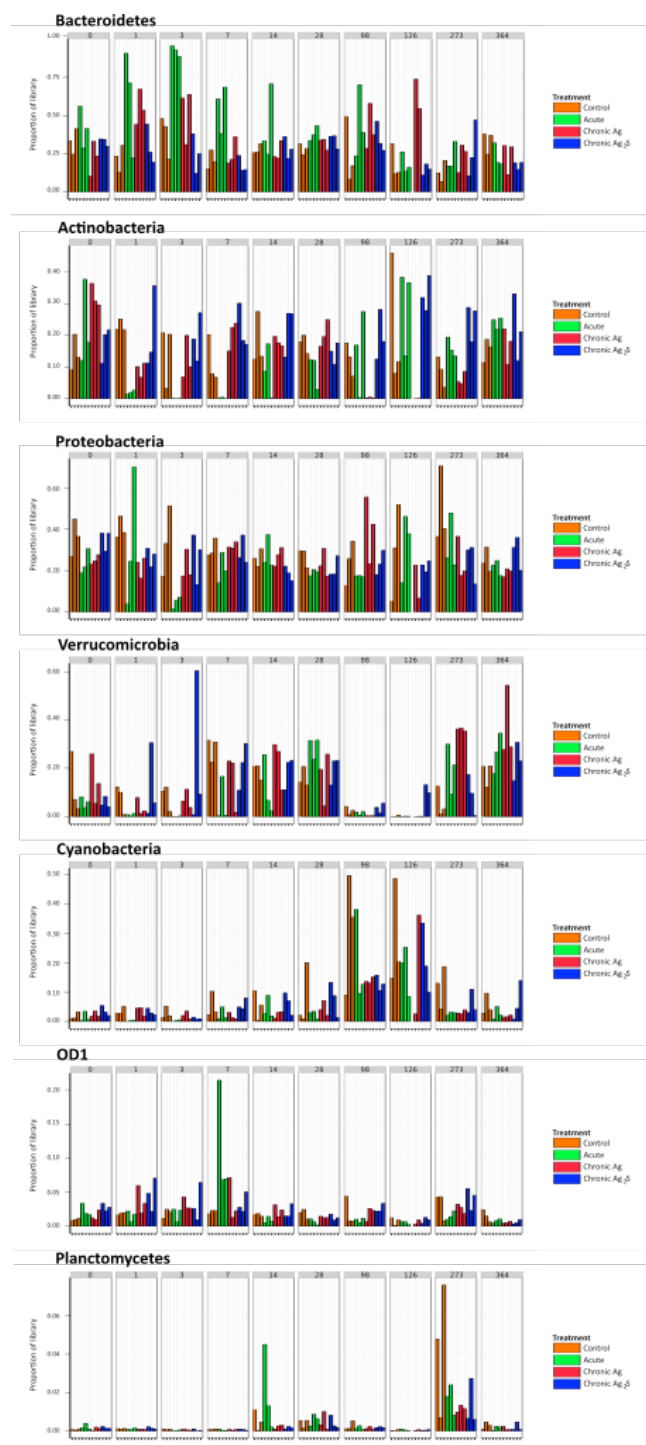 Bacteroidetes
0 1 3 7 14 28 98 126 273 364
Proportion of library
1.00
0.75
0.50
0.25
0.00
Treatment
Control
Acute
Chronic Ag
Chronic Ag2S
Actinobacteria
0 1 3 7 14 28 98 126 273 364
Proportion of library
0.40
0.30
0.20
0.10
0.00
Treatment
Control
Acute
Chronic Ag
Chronic Ag2S
Proteobacteria
0 1 3 7 14 28 98 126 273 364
Proportion of library
0.60
0.40
0.20
0.00
Treatment
Control
Acute
Chronic Ag
Chronic Ag2S
Verrucomicrobia
0 1 3 7 14 28 98 126 273 364
Proportion of library
0.60
0.40
0.20
0.00
Treatment
Control
Acute
Chronic Ag
Chronic Ag2S
Cyanobacteria
0 1 3 7 14 28 98 126 273 364
Proportion of library
0.50
0.40
0.30
0.20
0.10
0.00
Treatment
Control
Acute
Chronic Ag
Chronic Ag2S
OD1
0 1 3 7 14 28 98 126 273 364
Proportion of library
0.20
0.15
0.10
0.05
0.00
Treatment
Control
Acute
Chronic Ag
Chronic Ag2S
Planctomycetes
0 1 3 7 14 28 98 126 273 364
Proportion of library
0.06
0.04
0.02
0.00
Treatment
Control
Acute
Chronic Ag
Chronic Ag2S